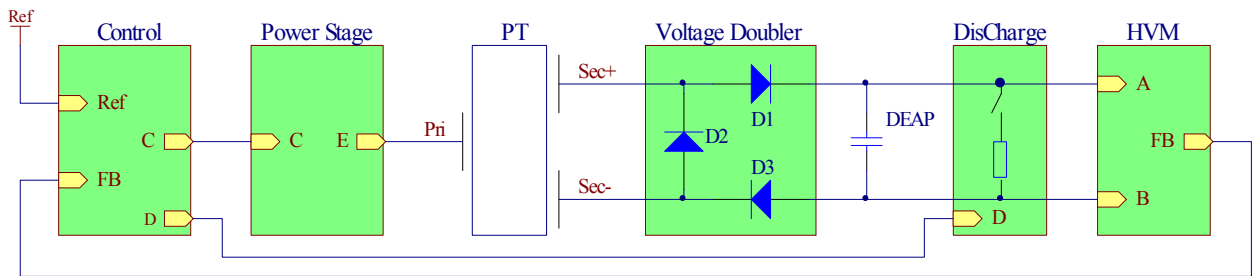 Ref
Control
Power Stage
PT
Voltage Doubler
DisCharge
HVM
Ref
C
FB
D
C
E
Pri
Sec+
Sec-
D1
D2
D3
DEAP
D
A
FB
B